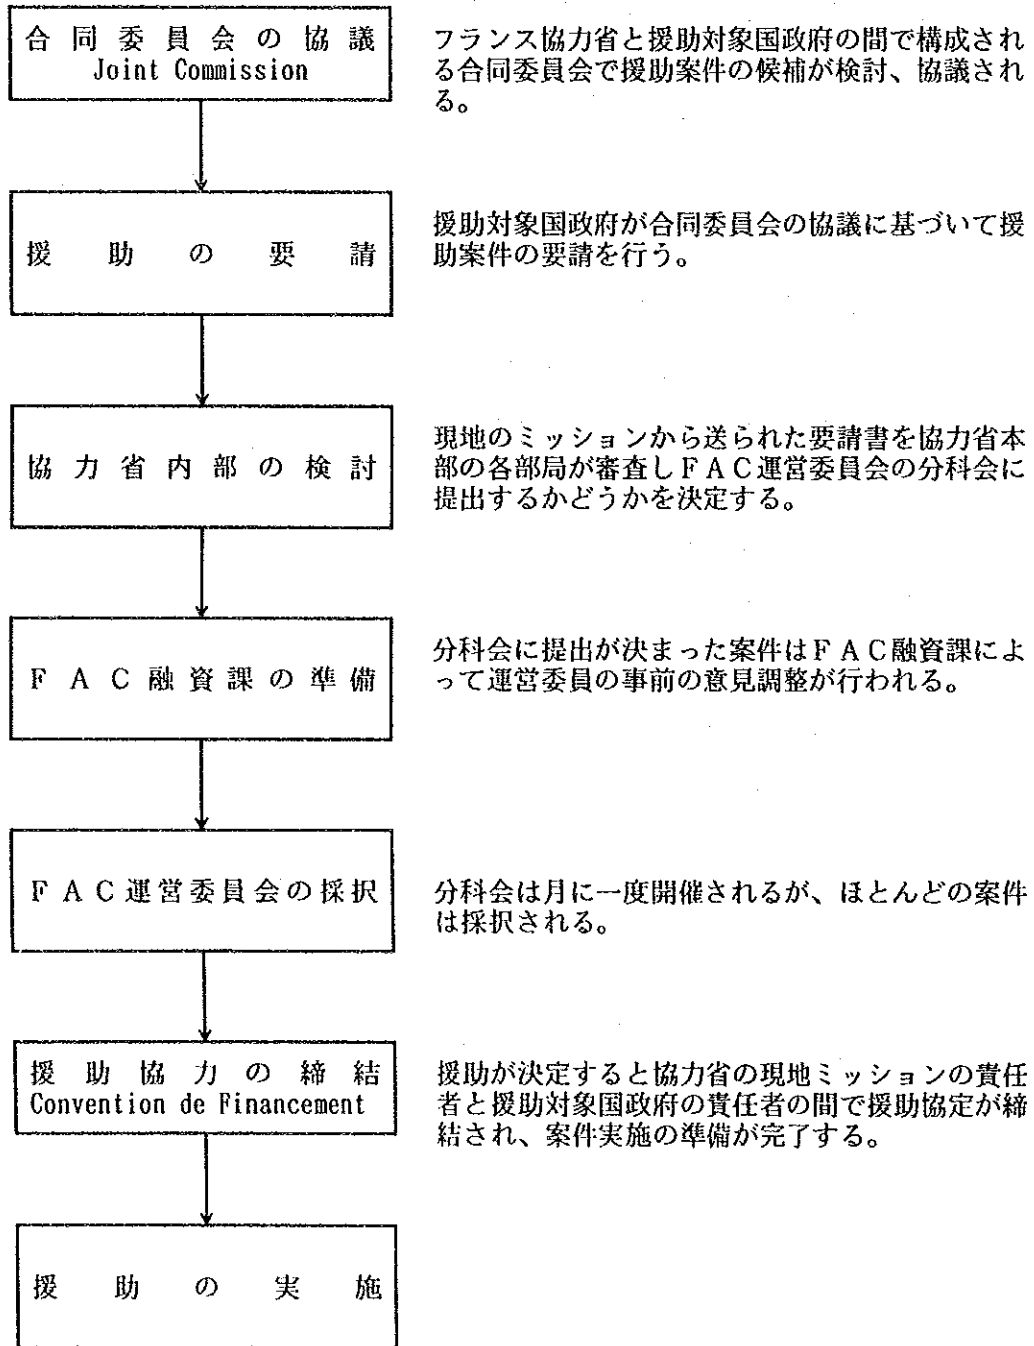 合同委員会の協議
Joint Commission
フランス協力省と援助対象国政府の間で構成され
る合同委員会で援助案件の候補が検討、協議され
る。
援助の要請
援助対象国政府が合同委員会の協議に基づいて援
助案件の要請を行う。
協力省内部の検討
現地のミッションから送られた要請書を協力省本
部の各部局が審査しFAC運営委員会の分科会に
提出するかどうかを決定する。
FAC融資課の準備
分科会に提出が決まった案件はFAC融資課によ
って運営委員の事前の意見調整が行われる。
FAC運営委員会の採択
分科会は月に一度開催されるが、ほとんどの案件
は採択される。
援助協力の締結
Convention de Financement
援助が決定すると協力省の現地ミッションの責任
者と援助対象国政府の責任者の間で援助協定が締
結され、案件実施の準備が完了する。
援助の実施